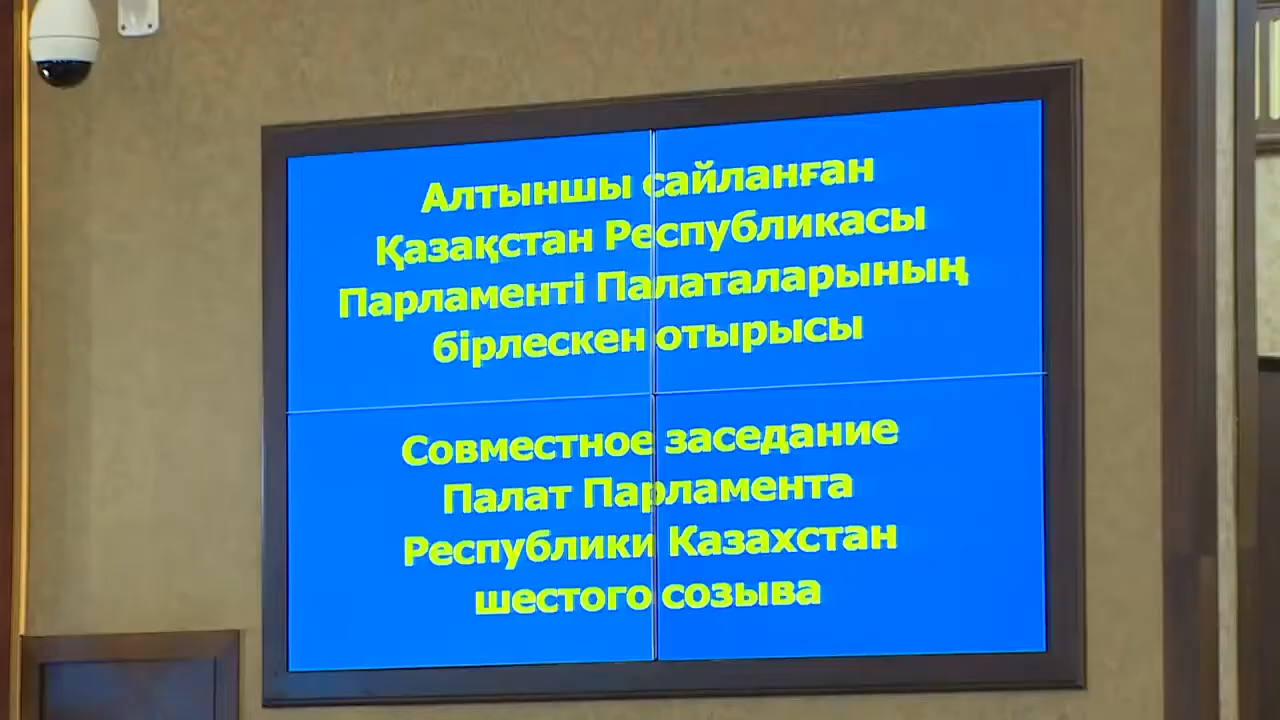 Алтыншы сайланған
Қазақстан Республикасы
Парламенті Палаталарының
бірлескен отырысы
Совместное заседание
Палат Парламента
Республики Казахстан
шестого созыва